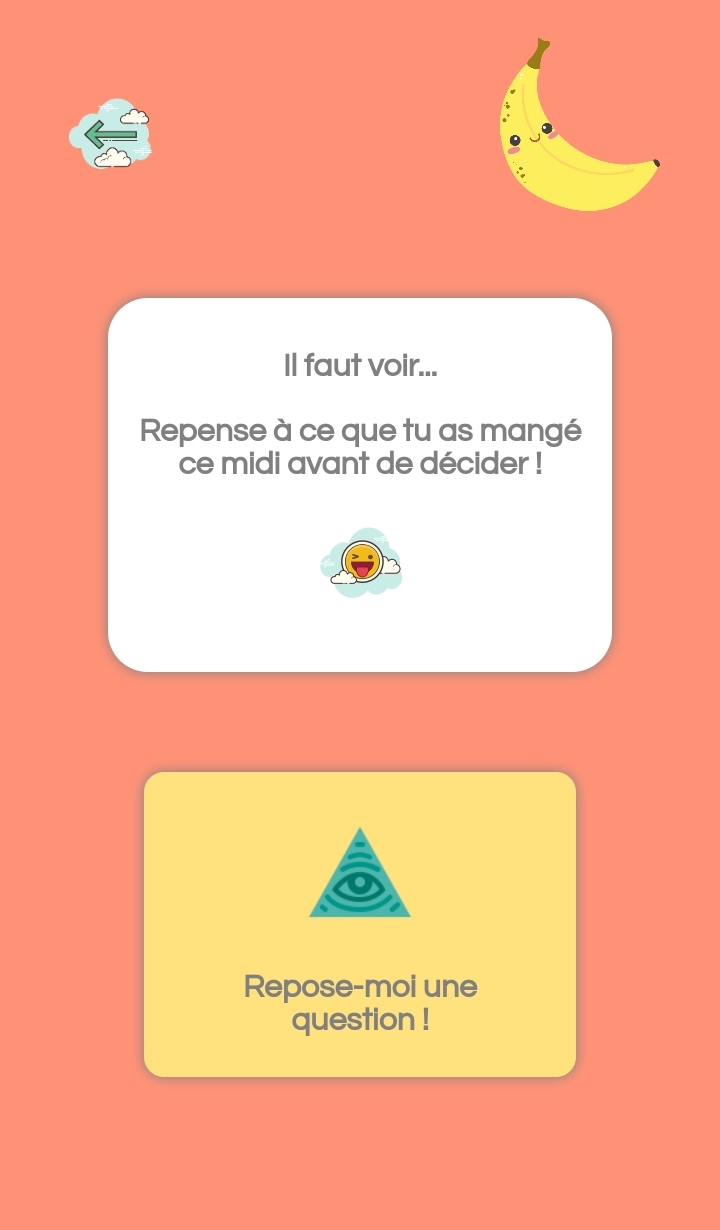 Il faut voir...
Repense à ce que tu as mangé
ce midi avant de décider !
Repose-moi une
question !